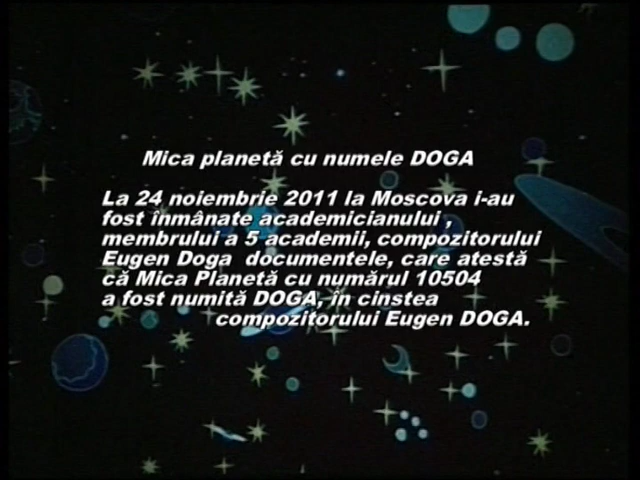 Mica planetă cu numele DOGA
La 24 noiembrie 2011 la Moscova i-au
fost înmânate academicianului ,
membrului a 5 academii, compozitorului
Eugen Doga documentele, care atestă
că Mica Planetă cu numărul 10504
a fost numită DOGA, în cinstea
compozitorului Eugen DOGA.